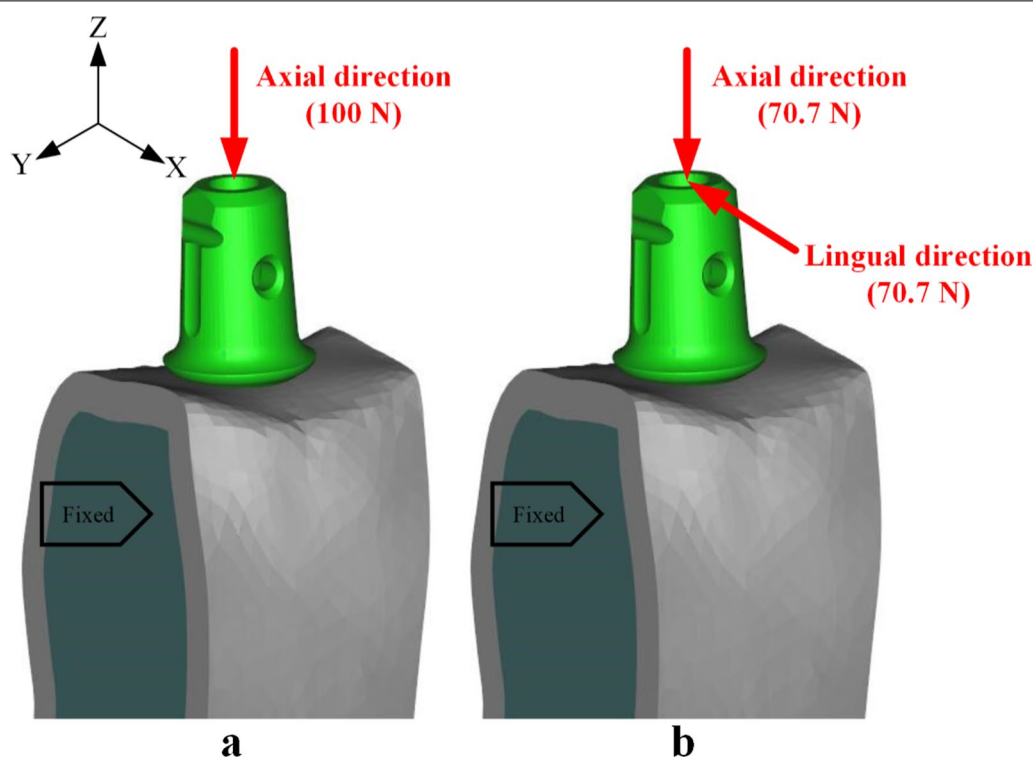 Z
Y
X
Axial direction
(100 N)
Fixed
a
Axial direction
(70.7 N)
Lingual direction
(70.7 N)
Fixed
b